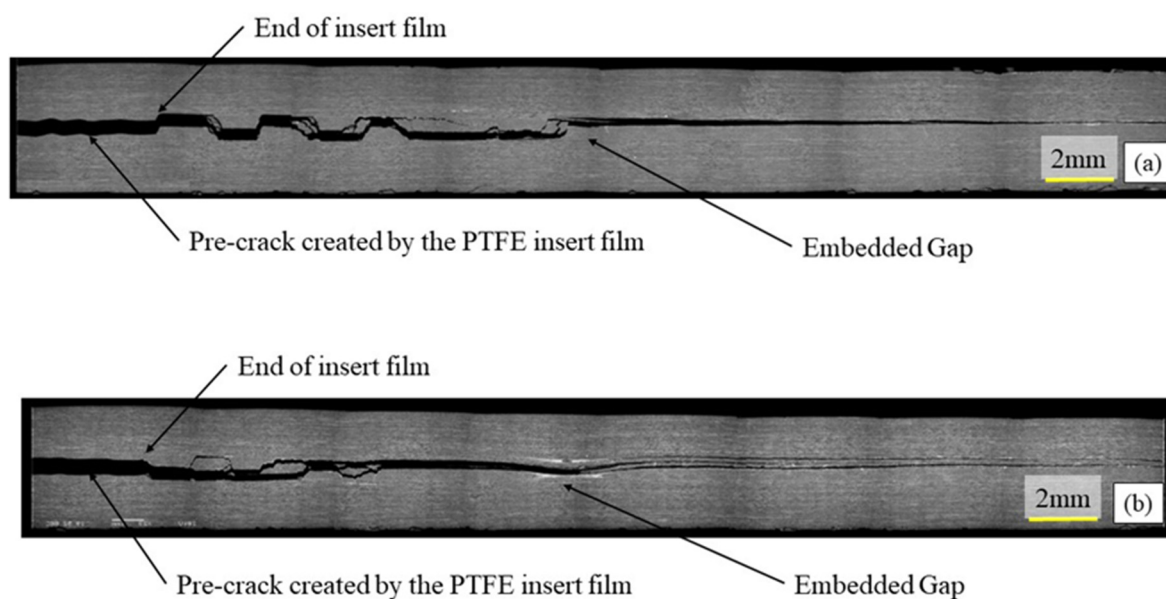 End of insert film
2mm
(a)
Pre-crack created by the PTFE insert film
Embedded Gap
End of insert film
2mm
(b)
Pre-crack created by the PTFE insert film
Embedded Gap